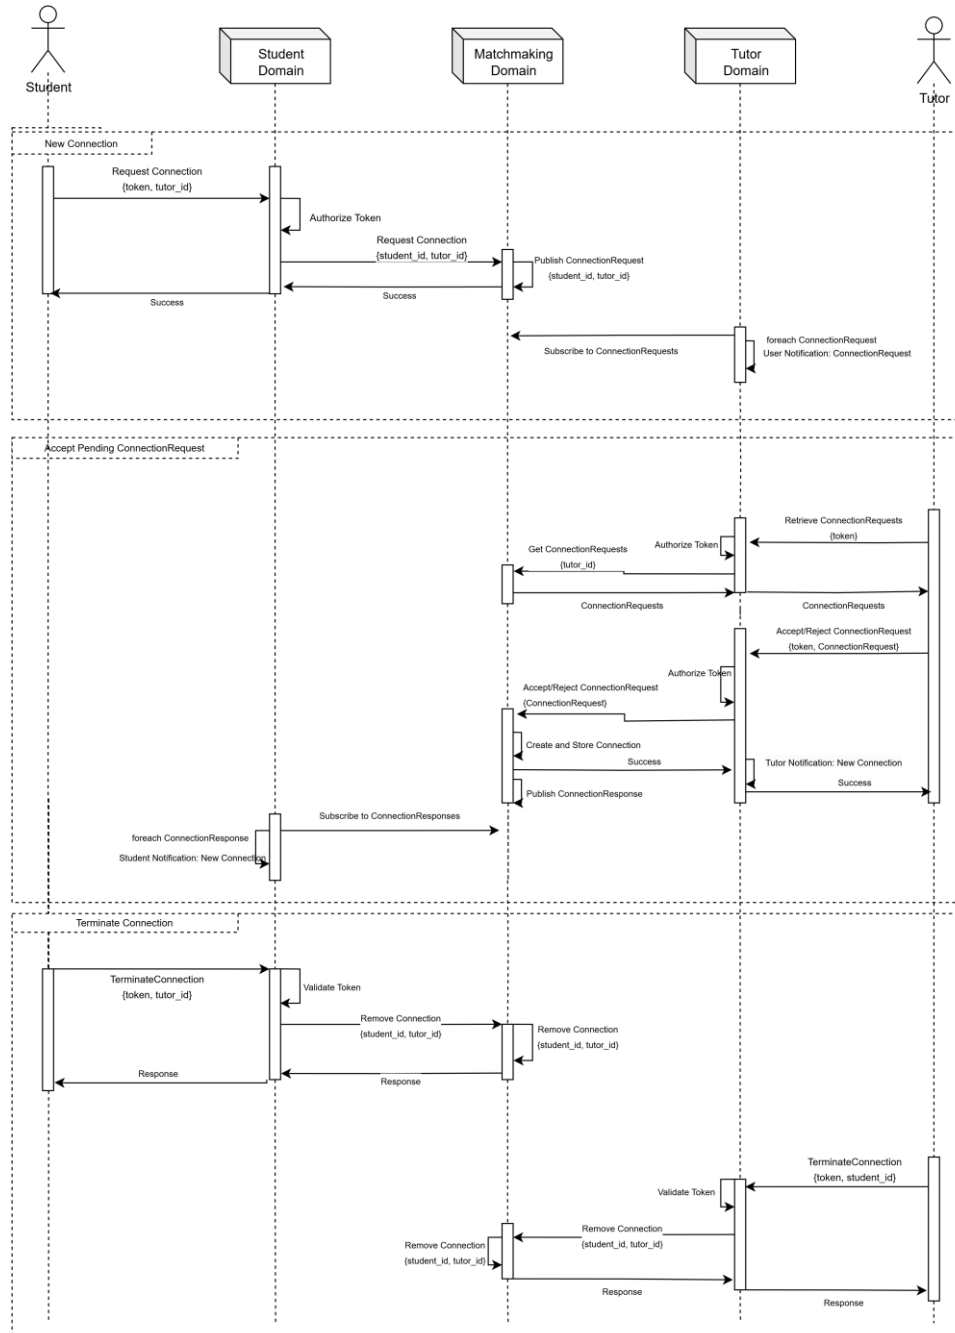 Student
Student
Domain
Matchmaking
Domain
Tutor
Domain
Tutor
New Connection
Request Connection
{token, tutor_id}
Authorize Token
Request Connection
{student_id, tutor_id}
Publish ConnectionRequest
{student_id, tutor_id}
Success
Success
Subscribe to ConnectionRequests
foreach ConnectionRequest
User Notification: ConnectionRequest
Accept Pending ConnectionRequest
Retrieve ConnectionRequests
{token}
Authorize Token
Get ConnectionRequests
{tutor_id}
ConnectionRequests
ConnectionRequests
Accept/Reject ConnectionRequest
{token, ConnectionRequest}
Authorize Token
Accept/Reject ConnectionRequest
{ConnectionRequest}
Create and Store Connection
Success
Tutor Notification: New Connection
Success
Publish ConnectionResponse
Subscribe to ConnectionResponses
foreach ConnectionResponse
Student Notification: New Connection
Terminate Connection
TerminateConnection
{token, tutor_id}
Validate Token
Remove Connection
{student_id, tutor_id}
Remove Connection
{student_id, tutor_id}
Response
Response
TerminateConnection
{token, student_id}
Validate Token
Remove Connection
{student_id, tutor_id}
Remove Connection
{student_id, tutor_id}
Response
Response